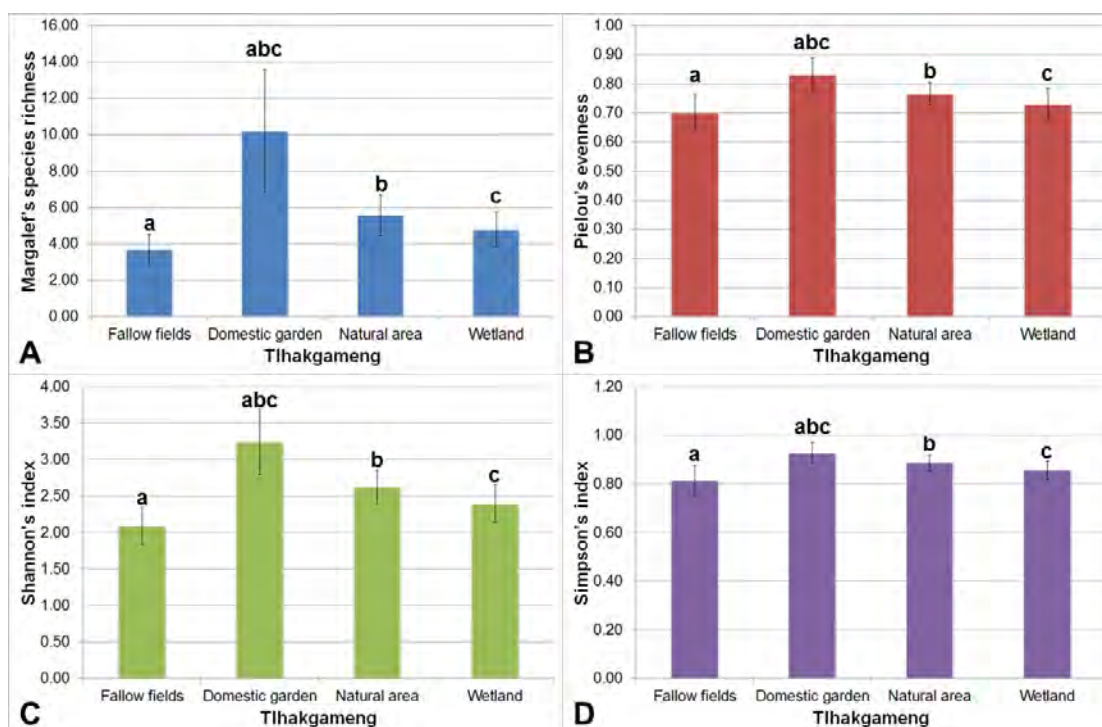 Margalef's species richness
16.00
14.00
12.00
10.00
8.00
6.00
4.00
2.00
0.00
a
abc
b
c
Fallow fields Domestic garden Natural area Wetland
Tlhakgameng
A
Pielou's evenness
1.00
0.90
0.80
0.70
0.60
0.50
0.40
0.30
0.20
0.10
0.00
a
abc
b
c
Fallow fields Domestic garden Natural area Wetland
Tlhakgameng
B
Shannon's index
4.00
3.50
3.00
2.50
2.00
1.50
1.00
0.50
0.00
a
abc
b
c
Fallow fields Domestic garden Natural area Wetland
Tlhakgameng
C
Simpson's index
1.20
1.00
0.80
0.60
0.40
0.20
0.00
a
abc
b
c
Fallow fields Domestic garden Natural area Wetland
Tlhakgameng
D